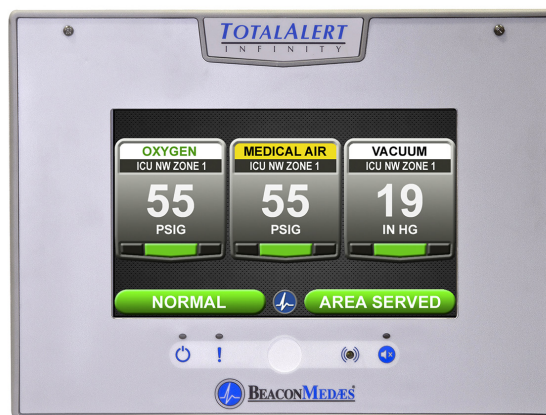 TOTALALERT
INFINITY
OXYGEN
ICU NW ZONE 1
55
PSIG
MEDICAL AIR
ICU NW ZONE 1
55
PSIG
VACUUM
ICU NW ZONE 1
19
IN HG
NORMAL
AREA SERVED
!
BEACONMEDÆS